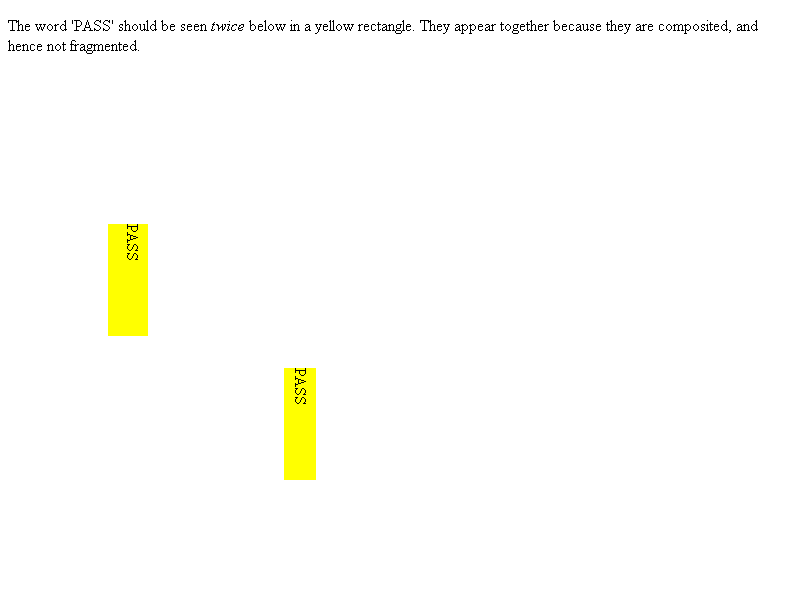 The word 'PASS' should be seen twice below in a yellow rectangle. They appear together because they are composited, and
hence not fragmented.
PASS
PASS